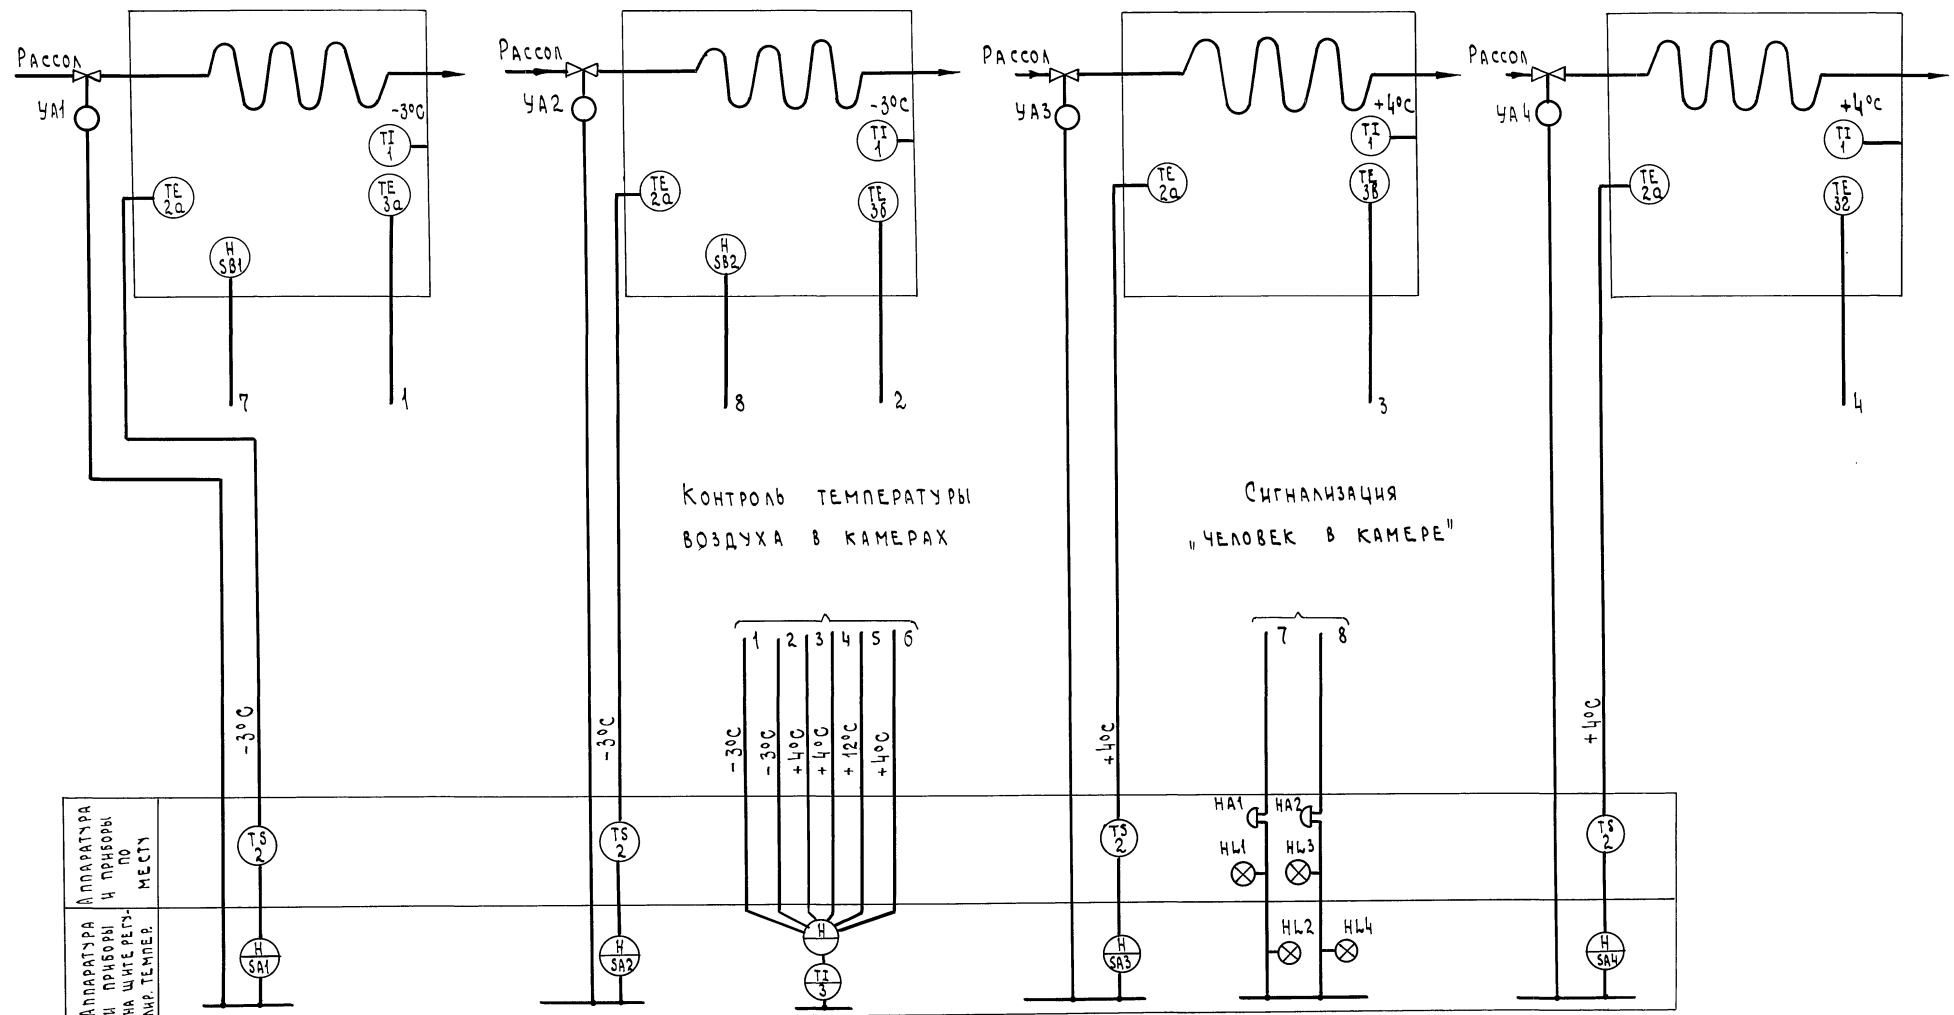 Рассол
УА1
-3°С
TI
1
TE
2а
TE
3а
H
SB1
7
1
Рассол
УА2
-3°С
TI
1
TE
2а
TE
3б
H
SB2
8
2
Рассол
УА3
+4°С
TI
1
TE
2а
TE
3в
3
Рассол
УА4
+4°С
TI
1
TE
2а
TE
3г
4
Контроль температуры
воздуха в камерах
Сигнализация
„человек в камере"
1 2 3 4 5 6
7 8
-3°С
-3°С
-3°С
-3°С
+4°С
+4°С
+12°С
+4°С
+4°С
+4°С
Аппаратура
и приборы
по
месту
TS
2
TS
2
TS
2
HA1
HA2
HL1
HL3
TS
2
Аппаратура
и приборы
на щите регу-
лир. темпер.
H
SA1
H
SA2
H
TI
3
H
SA3
HL2
HL4
H
SA4